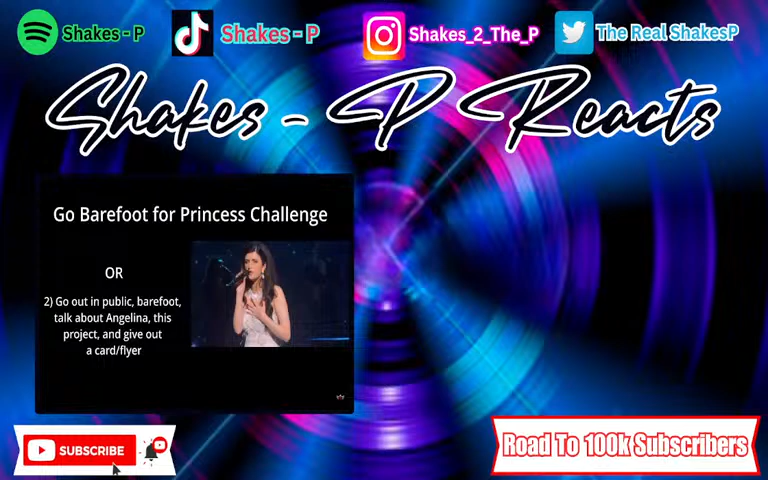 Shakes - P
Shakes - P
Shakes_2_The_P
The Real ShakesP
Shakes - P Reacts
Go Barefoot for Princess Challenge
OR
2) Go out in public, barefoot,
talk about Angelina, this
project, and give out
a card/flyer
SUBSCRIBE
Road To 100k Subscribers